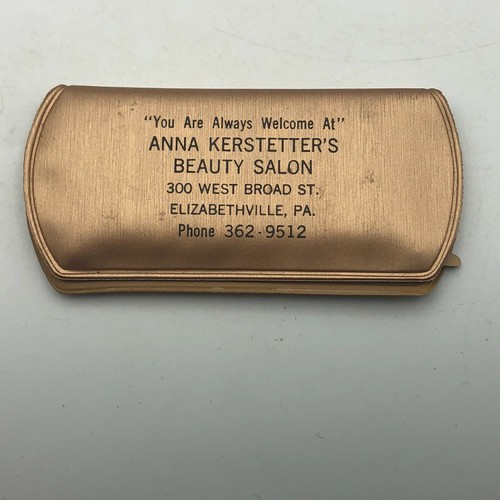 "You Are Always Welcome At"
ANNA KERSTETTER'S
BEAUTY SALON
300 WEST BROAD ST.
ELIZABETHVILLE, PA.
Phone 362-9512